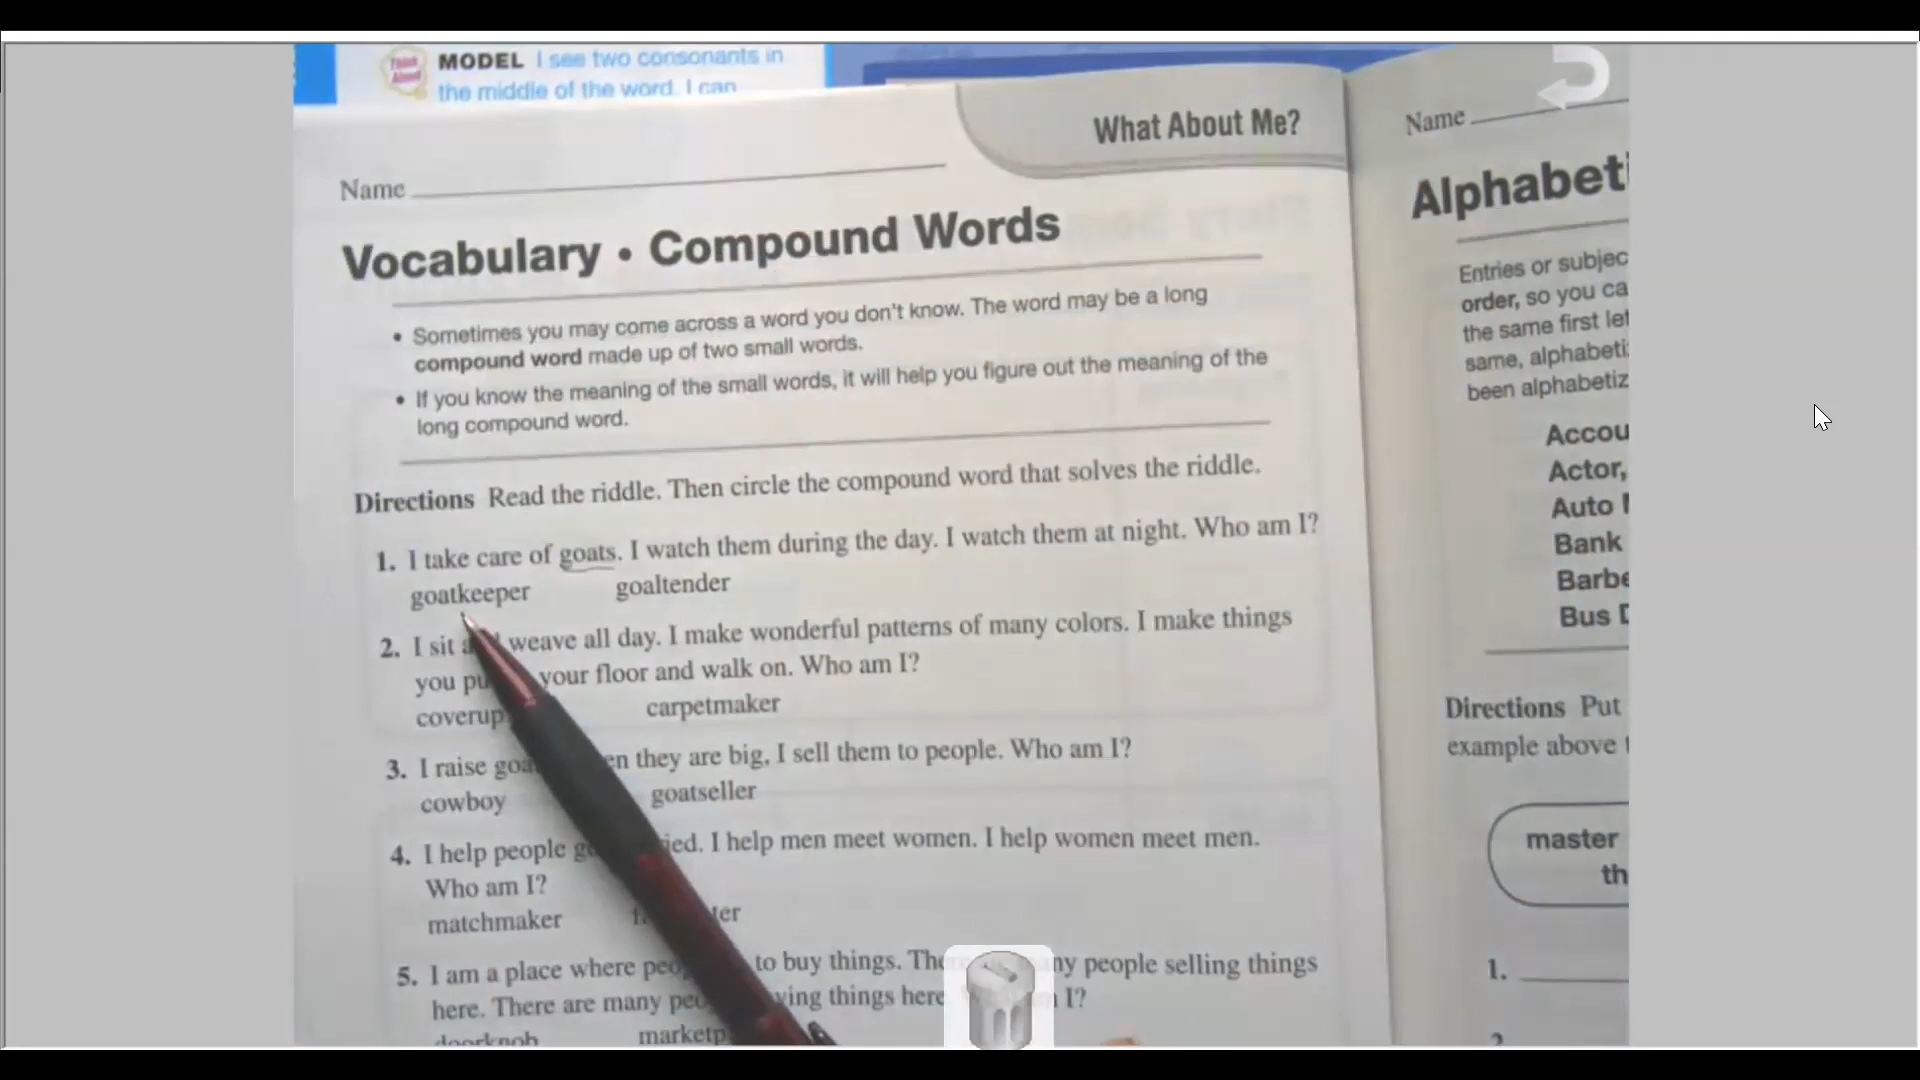 MODEL I see two consonants in
the middle of the word. I can
What About Me?
Name
Vocabulary • Compound Words
• Sometimes you may come across a word you don't know. The word may be a long
compound word made up of two small words.
• If you know the meaning of the small words, it will help you figure out the meaning of the
long compound word.
Directions Read the riddle. Then circle the compound word that solves the riddle.
1. I take care of goats. I watch them during the day. I watch them at night. Who am I?
goatkeeper goaltender
2. I sit weave all day. I make wonderful patterns of many colors. I make things
you your floor and walk on. Who am I?
coverup carpetmaker
3. I raise they are big, I sell them to people. Who am I?
cowboy goatseller
4. I help people I help men meet women. I help women meet men.
Who am I?
matchmaker
5. I am a place where to buy things. many people selling things
here. There are many things here. I?
doorknob
Name
Alphabeti
Entries or subjec
order, so you ca
the same first let
same, alphabeti
been alphabetiz
Accou
Actor,
Auto
Bank
Barbe
Bus D
Directions Put
example above
master
th
1.
2.